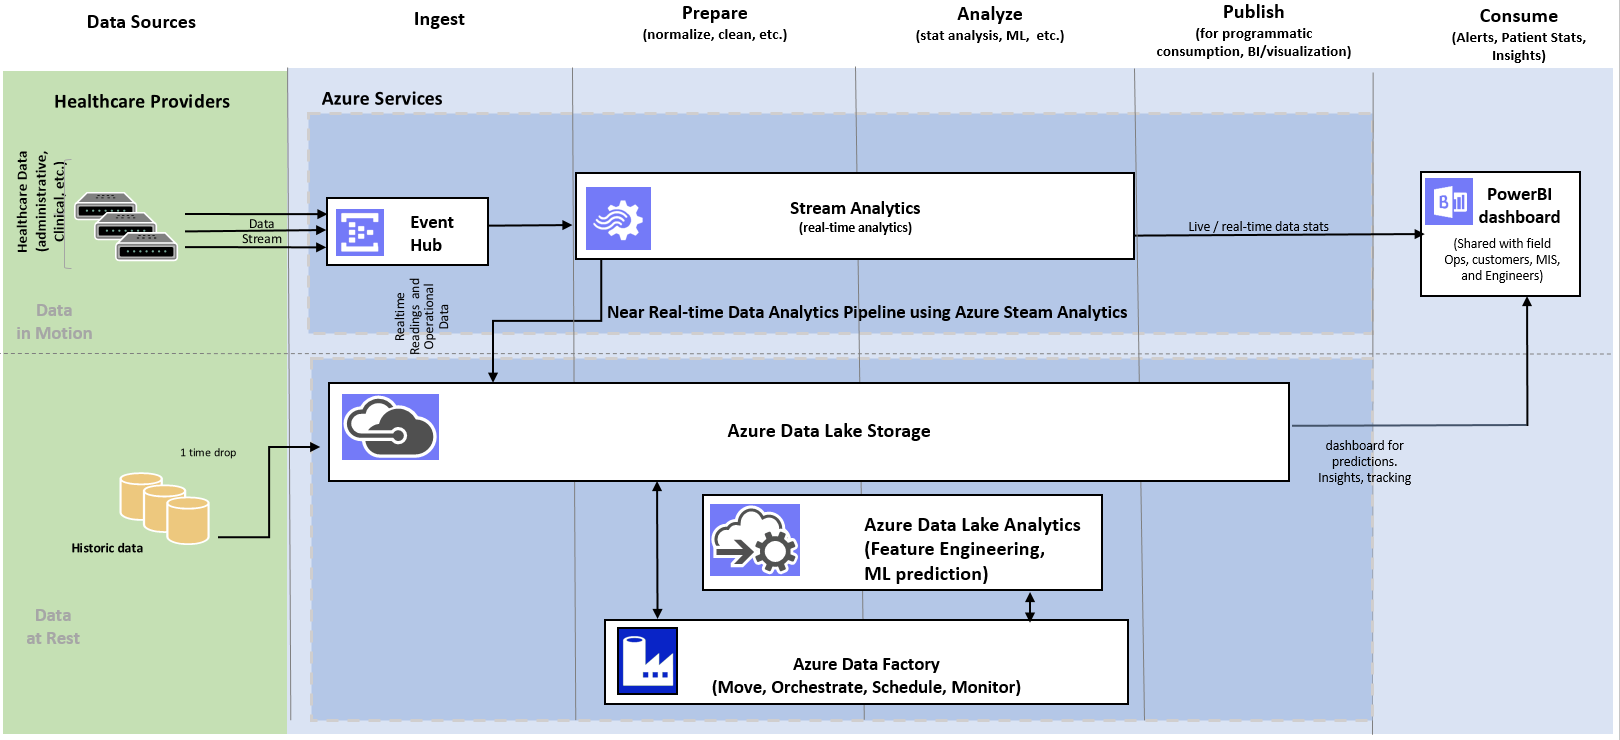 Data Sources
Ingest
Prepare
(normalize, clean, etc.)
Analyze
(stat analysis, ML, etc.)
Publish
(for programmatic
consumption, BI/visualization)
Consume
(Alerts, Patient Stats,
Insights)
Healthcare Providers
Azure Services
Healthcare Data
(administrative,
Clinical, etc.)
Data
Stream
Event
Hub
Stream Analytics
(real-time analytics)
Live / real-time data stats
B
PowerBI
dashboard
(Shared with field
Ops, customers, MIS,
and Engineers)
Data
in Motion
Realtime
Readings and
Operational
Data
Near Real-time Data Analytics Pipeline using Azure Steam Analytics
Azure Data Lake Storage
1 time drop
dashboard for
predictions.
Insights, tracking
Historic data
Azure Data Lake Analytics
(Feature Engineering,
ML prediction)
Data
at Rest
Azure Data Factory
(Move, Orchestrate, Schedule, Monitor)